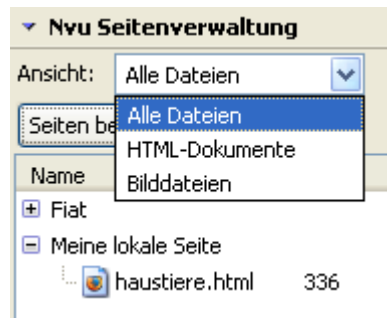 Nvu Seitenverwaltung
Ansicht: Alle Dateien
Alle Dateien
Seiten be
HTML-Dokumente
Name
Bilddateien
Fiat
Meine lokale Seite
haustiere.html 336